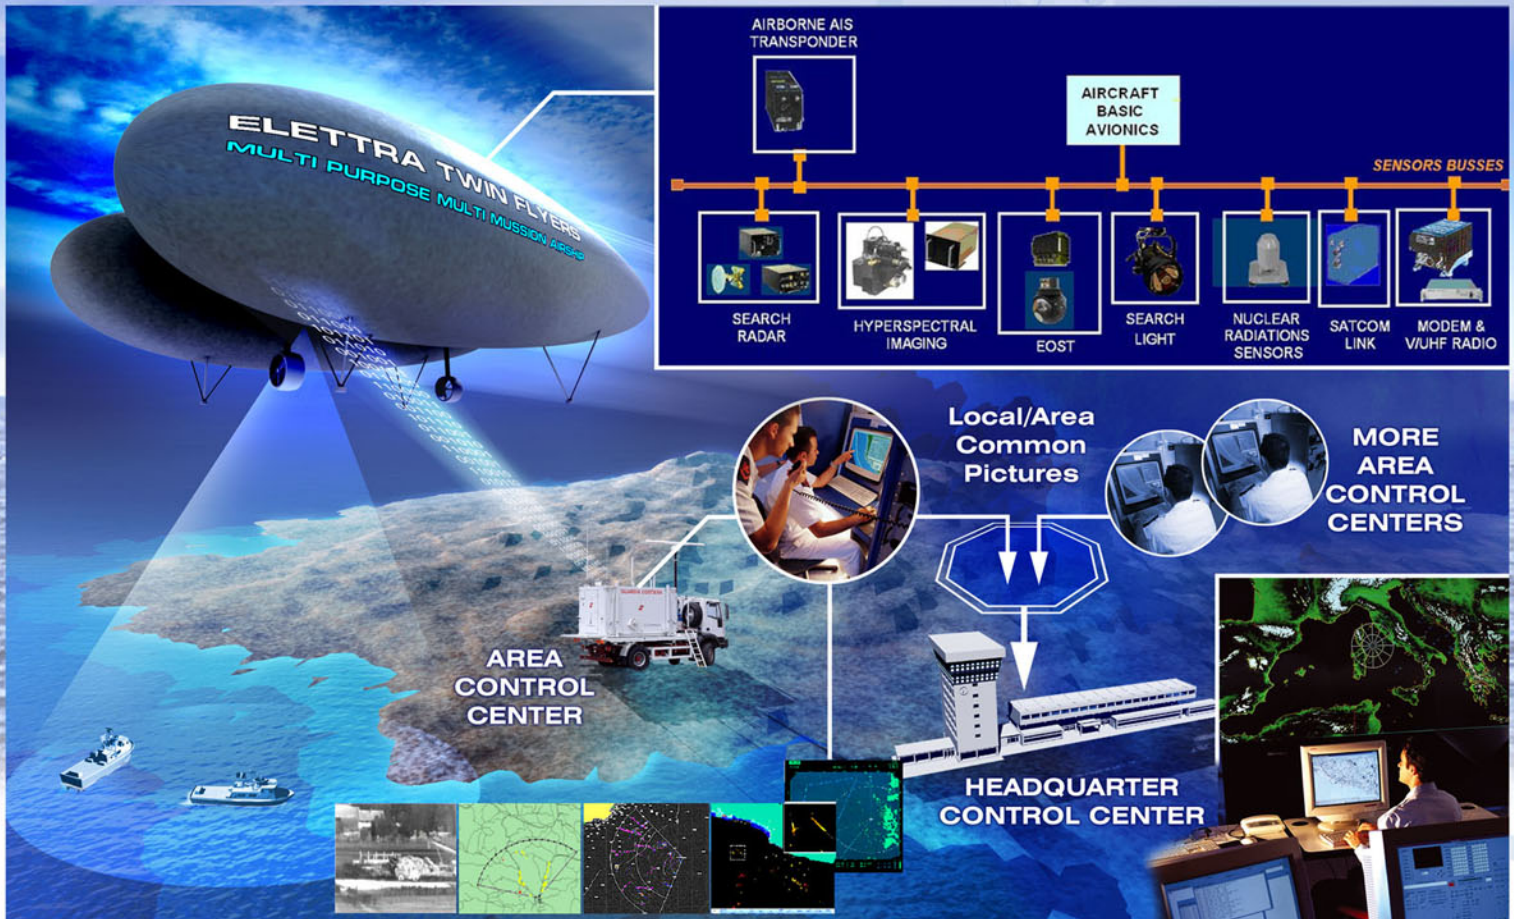 ELETTRA TWIN FLYERS
MULTI PURPOSE MULTI MUSSION AIRSHIP
AIRBORNE AIS
TRANSPONDER
AIRCRAFT
BASIC
AVIONICS
SENSORS BUSSES
SEARCH
RADAR
HYPERSPECTRAL
IMAGING
EOST
SEARCH
LIGHT
NUCLEAR
RADIATIONS
SENSORS
SATCOM
LINK
MODEM &
V/UHF RADIO
Local/Area
Common
Pictures
MORE
AREA
CONTROL
CENTERS
AREA
CONTROL
CENTER
HEADQUARTER
CONTROL CENTER